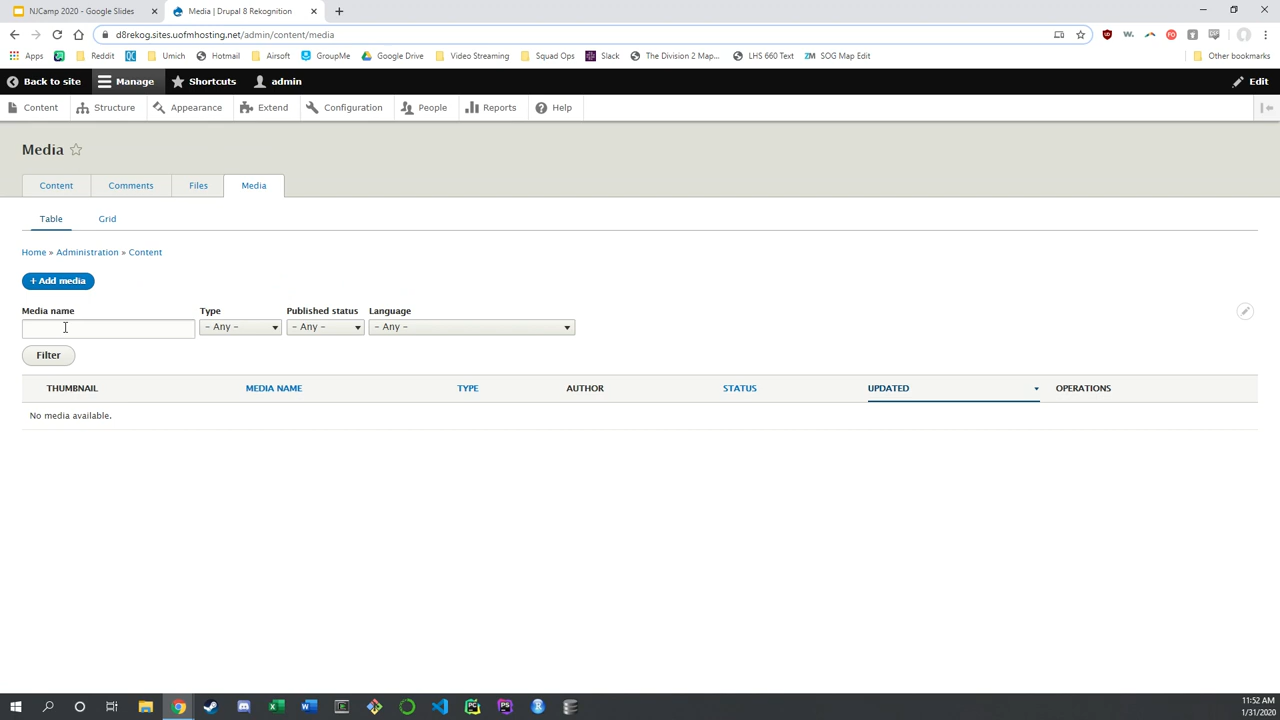 NJCamp 2020 - Google Slides
Media | Drupal 8 Rekognition
d8rekog.sites.uofmhosting.net/admin/content/media
Apps Reddit Umich Hotmail Airsoft GroupMe Google Drive Video Streaming Squad Ops Slack The Division 2 Map... LHS 660 Text ZM SOG Map Edit Other bookmarks
Back to site Manage Shortcuts admin Edit
Content Structure Appearance Extend Configuration People Reports Help
Media
Content Comments Files Media
Table Grid
Home » Administration » Content
+ Add media
Media name Type Published status Language
- Any - - Any - - Any -
Filter
THUMBNAIL MEDIA NAME TYPE AUTHOR STATUS UPDATED OPERATIONS
No media available.
11:52 AM
1/31/2020